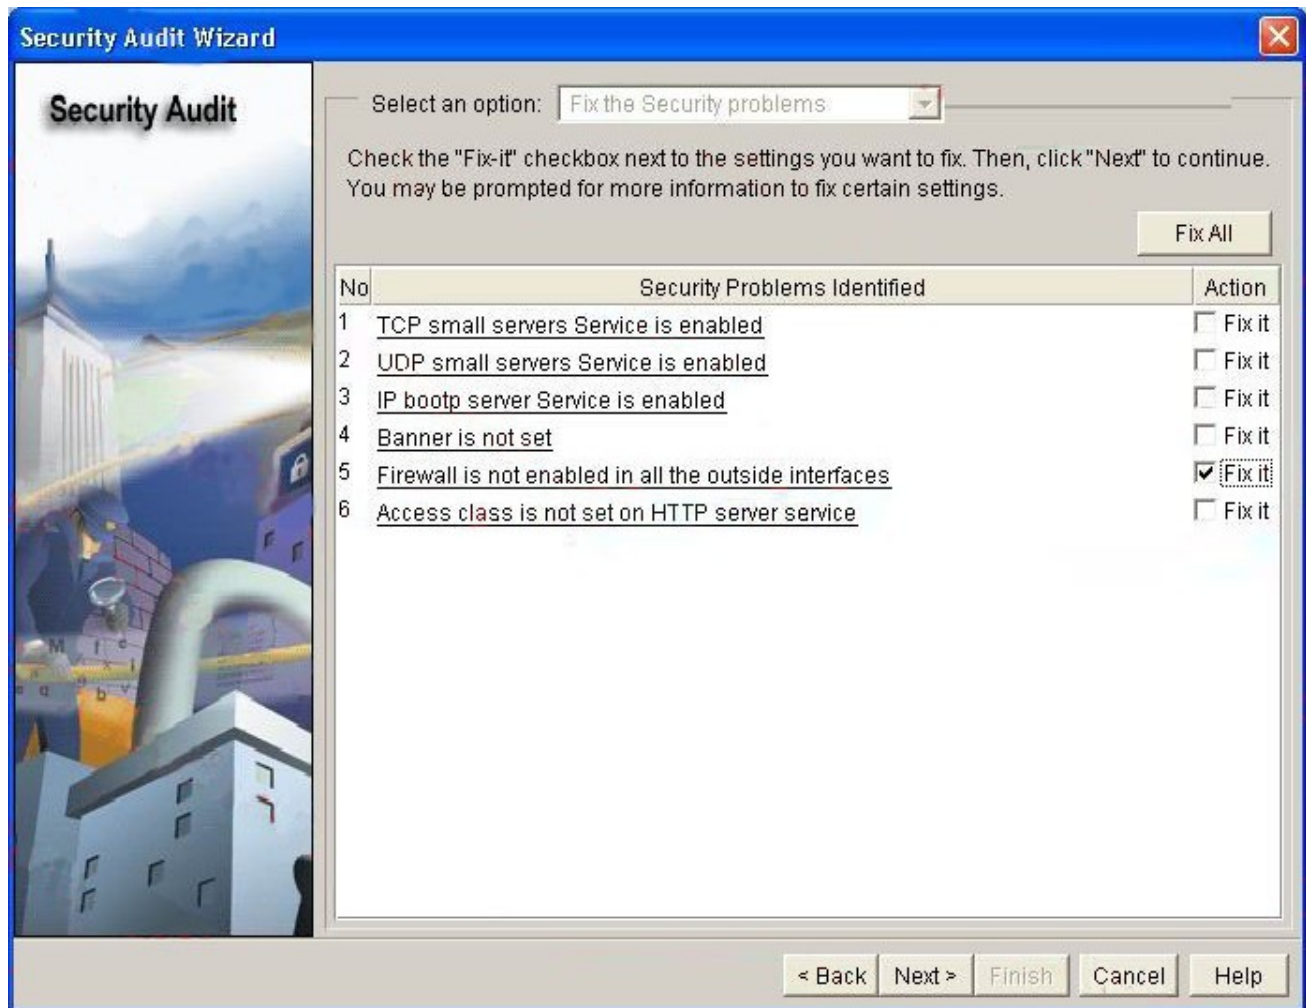 Security Audit Wizard
Security Audit
Select an option: Fix the Security problems
Check the "Fix-it" checkbox next to the settings you want to fix. Then, click "Next" to continue.
You may be prompted for more information to fix certain settings.
Fix All
No Security Problems Identified Action
1 TCP small servers Service is enabled Fix it
2 UDP small servers Service is enabled Fix it
3 IP bootp server Service is enabled Fix it
4 Banner is not set Fix it
5 Firewall is not enabled in all the outside interfaces Fix it
6 Access class is not set on HTTP server service Fix it
< Back Next > Finish Cancel Help